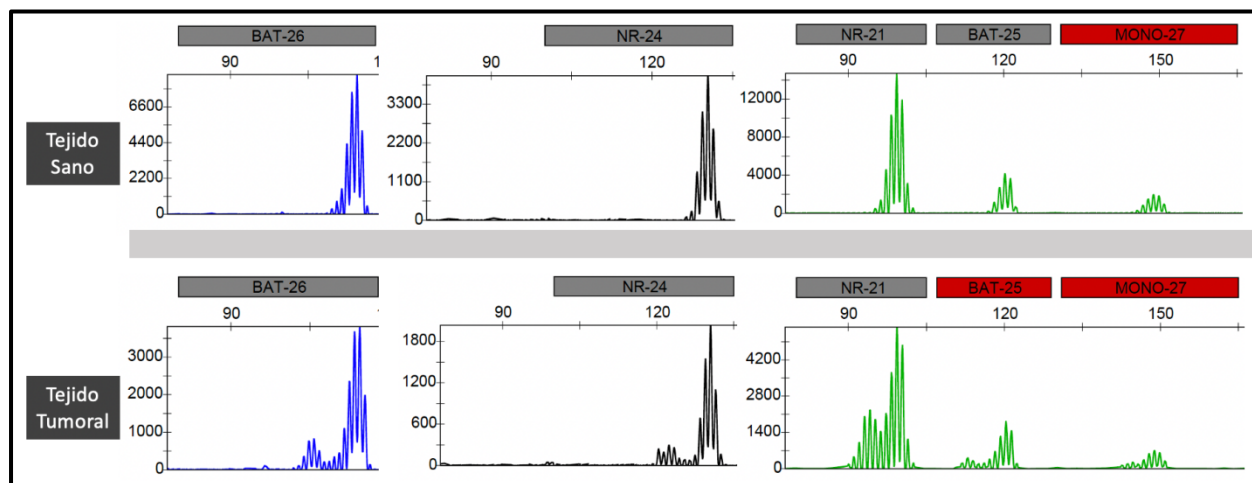 BAT-26 NR-24 NR-21 BAT-25 MONO-27
90 1 90 120 90 120 150
6600 3300 12000
4400 2200 8000
2200 1100 4000
0 0 0
Tejido
Sano
BAT-26 NR-24 NR-21 BAT-25 MONO-27
90 90 120 90 120 150
3000 1800 4200
2000 1200 2800
1000 600 1400
0 0 0
Tejido
Tumoral